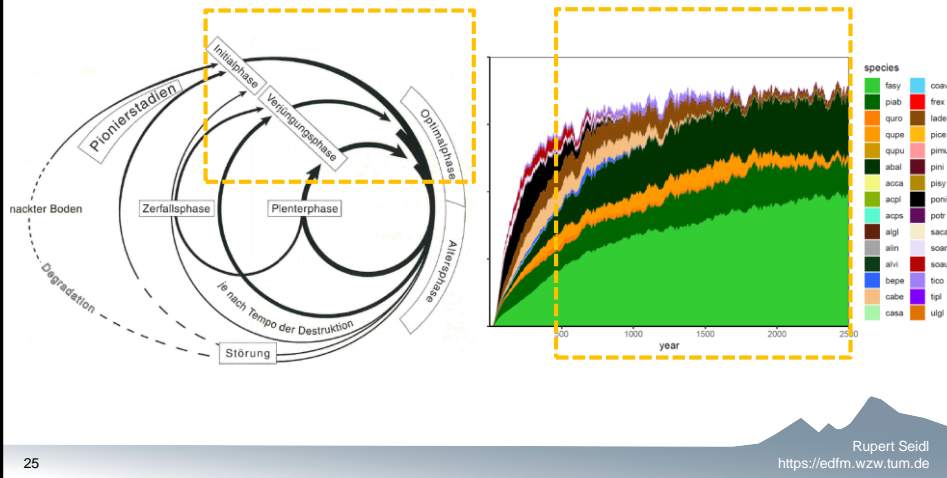 Initialphase
Verjüngungsphase
Pionierstadien
Optimalphase
nackter Boden
Zerfallsphase
Plenterphase
Altersphase
Degradation
je nach Tempo der Destruktion
Störung
500
1000
1500
2000
2500
year
species
fasy
piab
quro
qupe
qupu
abal
acca
acpl
acps
algl
alin
alvi
bepe
cabe
casa
coav
frex
lade
pice
pimu
pini
pisy
poni
potr
saca
soar
soau
tico
tipl
ulgl
25
Rupert Seidl
https://edfm.wzw.tum.de